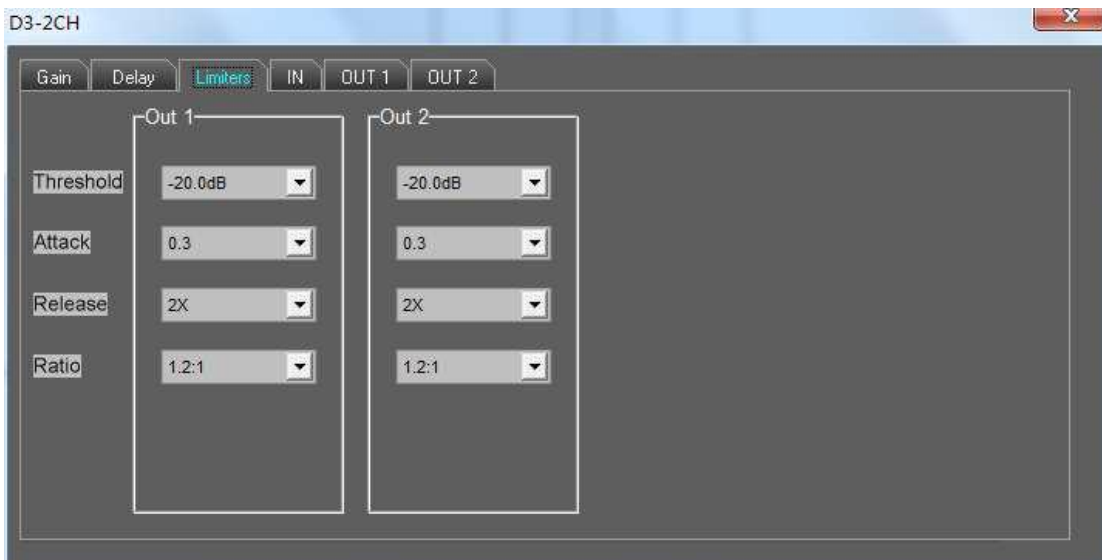 D3-2CH
Gain Delay Limiters IN OUT 1 OUT 2
Out 1 Out 2
Threshold -20.0dB -20.0dB
Attack 0.3 0.3
Release 2X 2X
Ratio 1.2:1 1.2:1